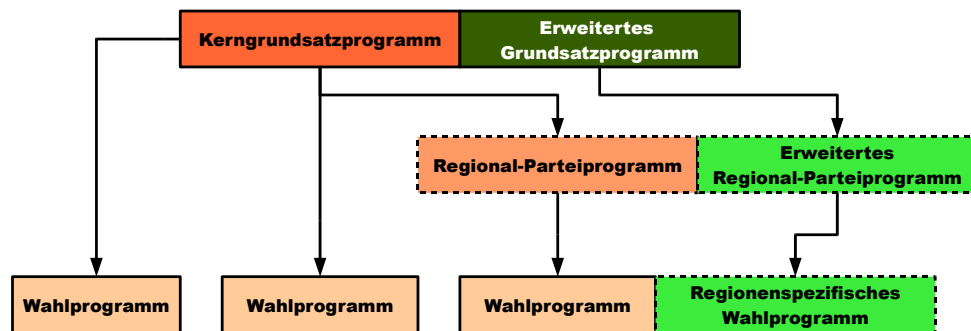 Kerngrundsatzprogramm
Erweitertes
Grundsatzprogramm
Regional-Parteiprogramm
Erweitertes
Regional-Parteiprogramm
Wahlprogramm
Wahlprogramm
Wahlprogramm
Regionenspezifisches
Wahlprogramm